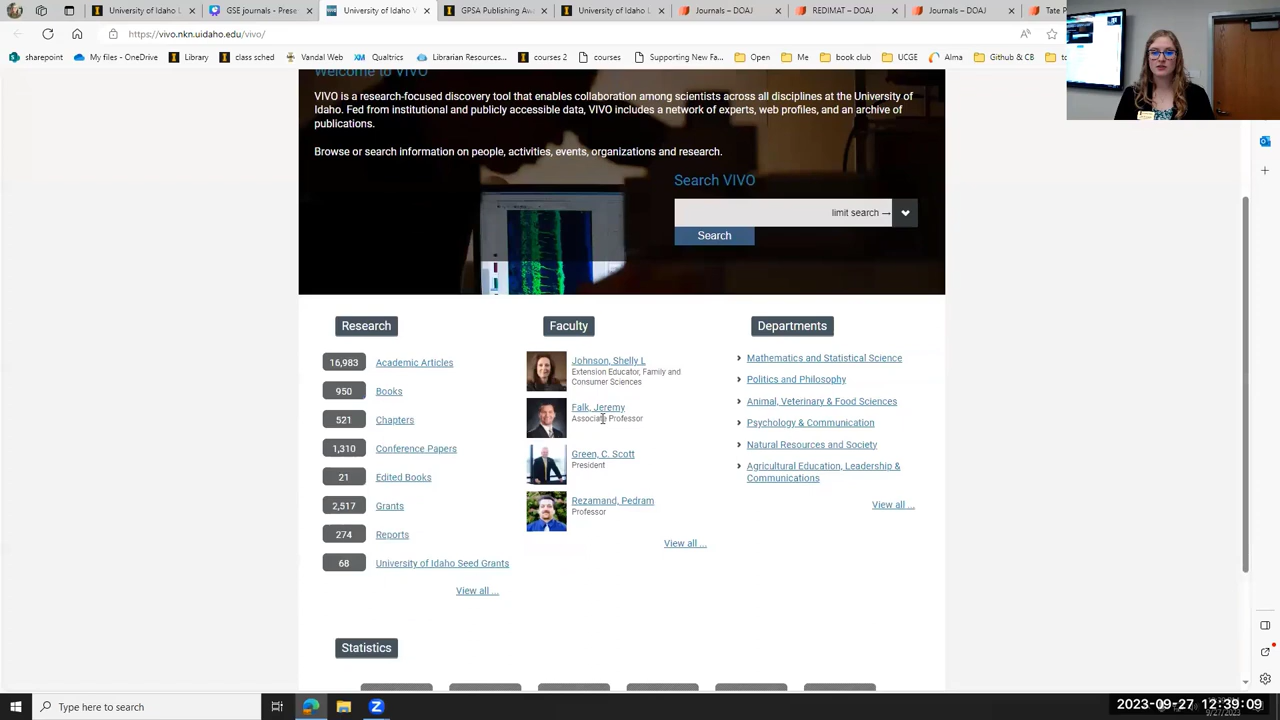 University of Idaho L
GSE journals - Press
University of Idaho V
GPSA Publishing Aw
University of Idaho L
Journals – DOAJ
REDIMAT – DOAJ
Journals – DOAJ
Tate P
https://vivo.nkn.uidaho.edu/vivo/
sharepoint
My files - OneDrive
Library
class sched
Vandal Web
Qualtrics
Librarian Resources...
courses 2
courses
Supporting New Fa...
Open
Me
book club
UCGE
Alma
Github & CB
Welcome to VIVO
VIVO is a research-focused discovery tool that enables collaboration among scientists across all disciplines at the University of
Idaho. Fed from institutional and publicly accessible data, VIVO includes a network of experts, web profiles, and an archive of
publications.
Browse or search information on people, activities, events, organizations and research.
Search VIVO
limit search →
Search
Research
16,983 Academic Articles
950 Books
521 Chapters
1,310 Conference Papers
21 Edited Books
2,517 Grants
274 Reports
68 University of Idaho Seed Grants
View all ...
Faculty
Johnson, Shelly L
Extension Educator, Family and
Consumer Sciences
Falk, Jeremy
Associate Professor
Green, C. Scott
President
Rezamand, Pedram
Professor
View all ...
Departments
Mathematics and Statistical Science
Politics and Philosophy
Animal, Veterinary & Food Sciences
Psychology & Communication
Natural Resources and Society
Agricultural Education, Leadership &
Communications
View all ...
Statistics
Type here to search
2023-09-27 12:39:09